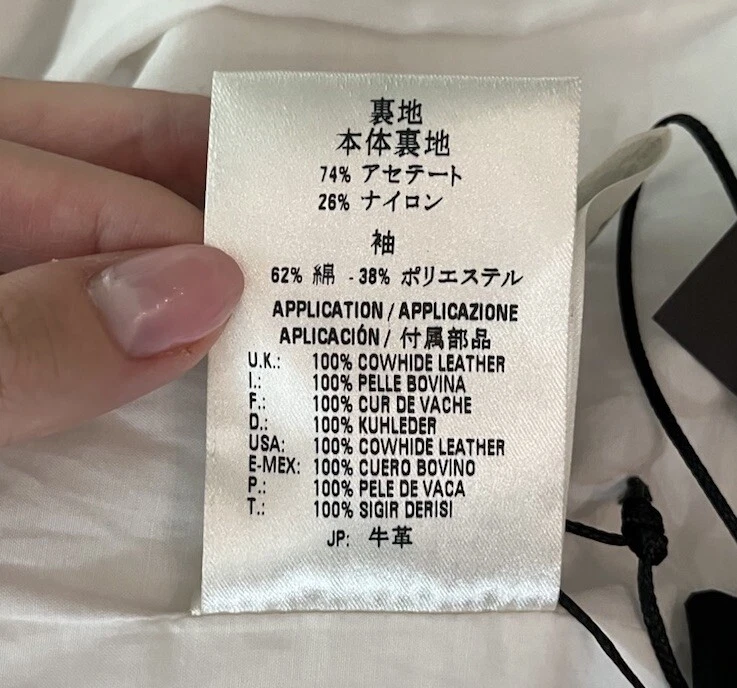 裏地
本体裏地
74% アセテート
26% ナイロン
袖
62% 綿 - 38% ポリエステル
APPLICATION / APPLICAZIONE
APLICACIÓN / 付属部品
U.K.: 100% COWHIDE LEATHER
I.: 100% PELLE BOVINA
F.: 100% CUR DE VACHE
D.: 100% KUHLEDER
USA: 100% COWHIDE LEATHER
E-MEX: 100% CUERO BOVINO
P.: 100% PELE DE VACA
T.: 100% SIGIR DERISI
JP: 牛革